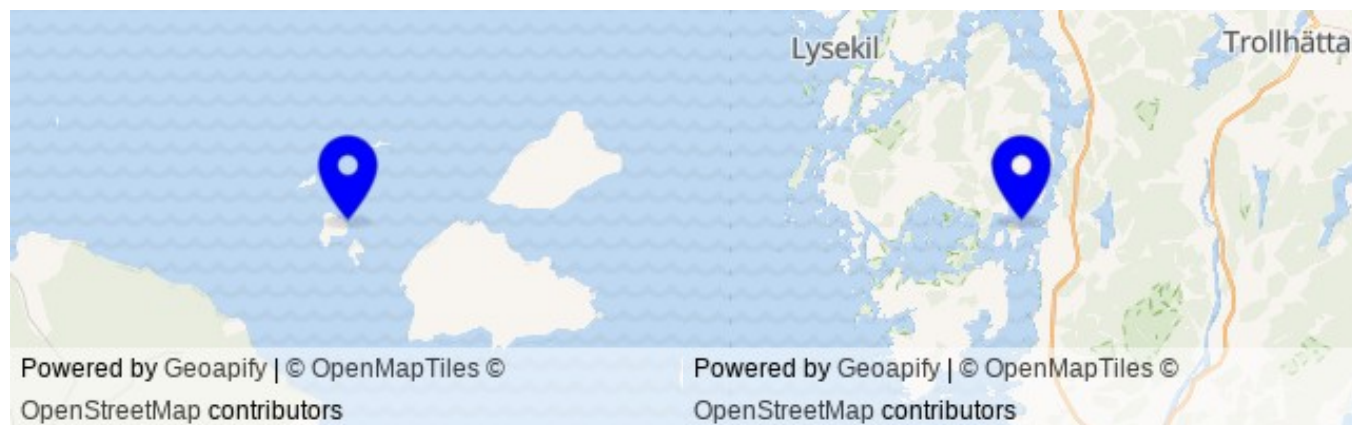 Lysekil
Trollhätta
Powered by Geoapify | © OpenMapTiles ©
OpenStreetMap contributors
Powered by Geoapify | © OpenMapTiles ©
OpenStreetMap contributors